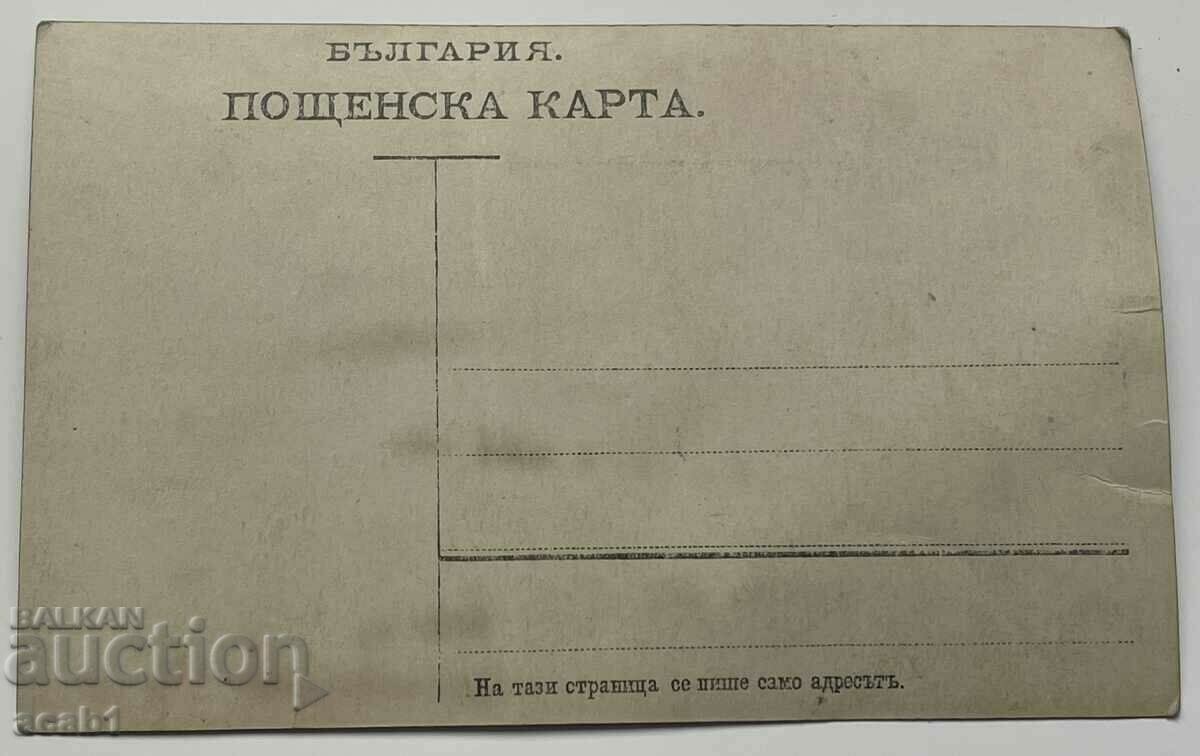 БЪЛГАРИЯ.
ПОЩЕНСКА КАРТА.
На тази страница се пише само адресътъ.
BALKAN
auction
acab1